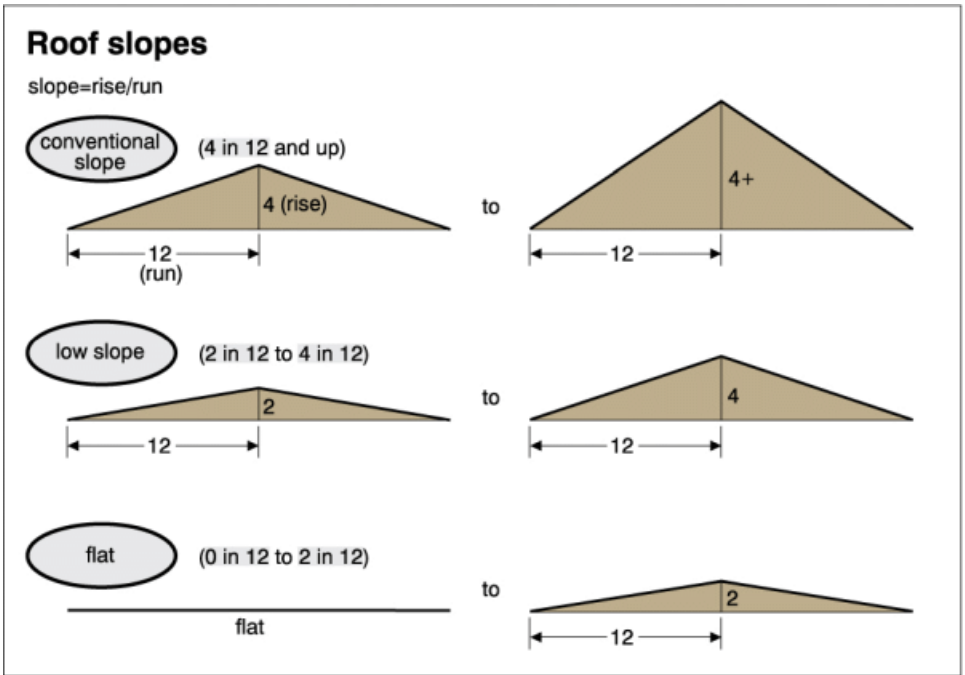 Roof slopes
slope=rise/run
conventional
slope
(4 in 12 and up)
4 (rise)
12
(run)
to
4+
12
low slope
(2 in 12 to 4 in 12)
2
12
to
4
12
flat
(0 in 12 to 2 in 12)
flat
to
2
12